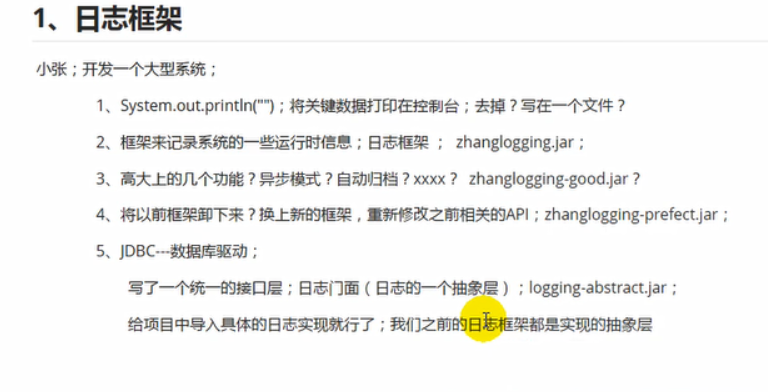 1、日志框架
小张；开发一个大型系统；
1、System.out.println("")；将关键数据打印在控制台；去掉？写在一个文件？
2、框架来记录系统的一些运行时信息；日志框架 ； zhanglogging.jar；
3、高大上的几个功能？异步模式？自动归档？xxxx？ zhanglogging-good.jar？
4、将以前框架卸下来？换上新的框架，重新修改之前相关的API；zhanglogging-prefect.jar；
5、JDBC---数据库驱动；
写了一个统一的接口层；日志门面（日志的一个抽象层）；logging-abstract.jar；
给项目中导入具体的日志实现就行了；我们之前的日志框架都是实现的抽象层